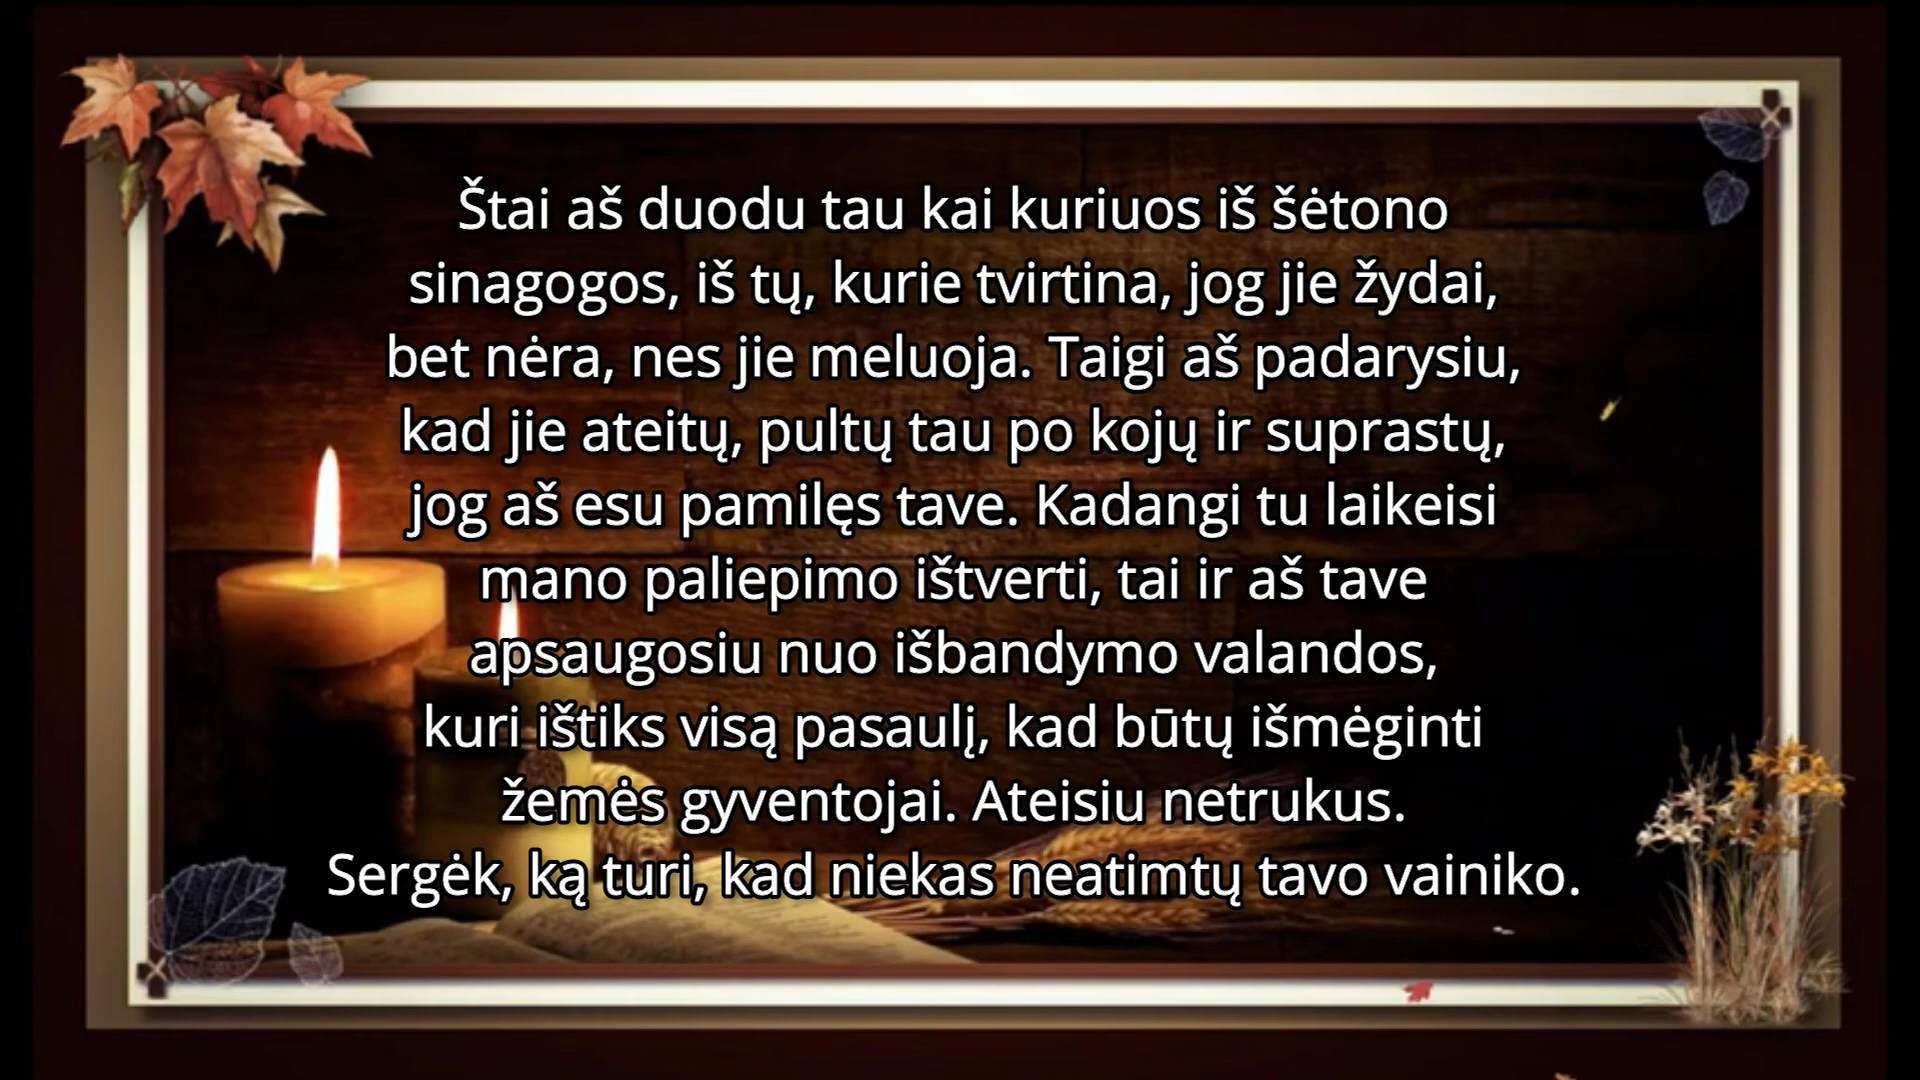 Štai aš duodu tau kai kuriuos iš šėtono
sinagogos, iš tų, kurie tvirtina, jog jie žydai,
bet nėra, nes jie meluoja. Taigi aš padarysiu,
kad jie ateitų, pultų tau po kojų ir suprastų,
jog aš esu pamilęs tave. Kadangi tu laikeisi
mano paliepimo ištverti, tai ir aš tave
apsaugosiu nuo išbandymo valandos,
kuri ištiks visą pasaulį, kad būtų išmėginti
žemės gyventojai. Ateisiu netrukus.
Sergėk, ką turi, kad niekas neatimtų tavo vainiko.